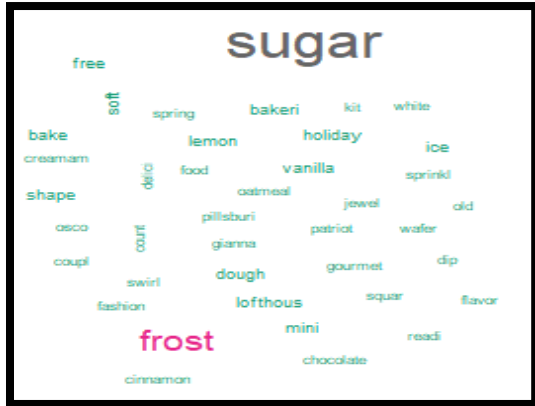 sugar
free
soft
spring
bakeri
kit
white
bake
lemon
holiday
ice
creamam
delici
food
vanilla
sprinkl
oatmeal
shape
jewel
old
pillsburi
osco
count
patriot
wafer
gianna
coupl
dough
gourmet
dip
swirl
fashion
lofthous
squar
flavor
frost
mini
readi
chocolate
cinnamon